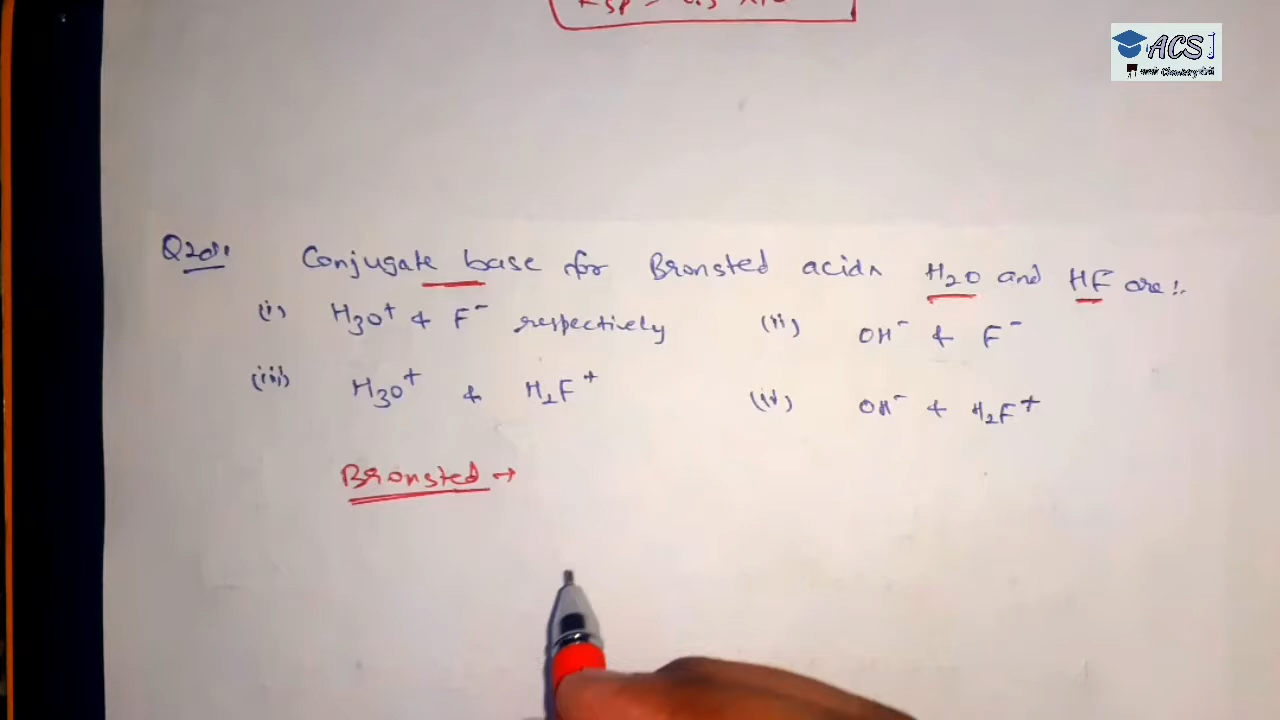 ACS
Q20:. Conjugate base for Bronsted acids H2O and HF are:.
(i) H3O+ & F- respectively (ii) OH- & F-
(iii) H3O+ & H2F+ (iv) OH- & H2F+
Bronsted →